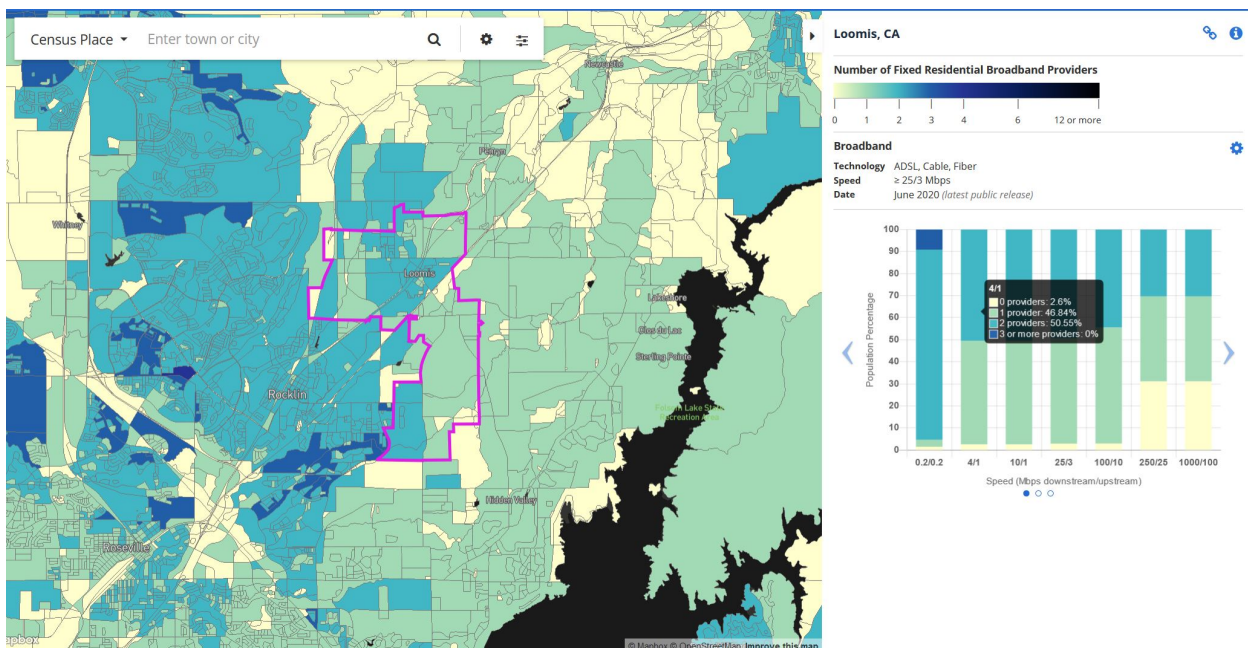 Census Place
Enter town or city
Newcastle
Penryn
Whitney
Loomis
Lakeshore
Clos du Lac
Sterling Pointe
Rocklin
Folsom Lake State
Recreation Area
Hidden Valley
Roseville
© Mapbox © OpenStreetMap Improve this map
Loomis, CA
Number of Fixed Residential Broadband Providers
0 1 2 3 4 6 12 or more
Broadband
Technology ADSL, Cable, Fiber
Speed ≥ 25/3 Mbps
Date June 2020 (latest public release)
Population Percentage
100
90
80
70
60
50
40
30
20
10
0
4/1
0 providers: 2.6%
1 provider: 46.84%
2 providers: 50.55%
3 or more providers: 0%
0.2/0.2 4/1 10/1 25/3 100/10 250/25 1000/100
Speed (Mbps downstream/upstream)